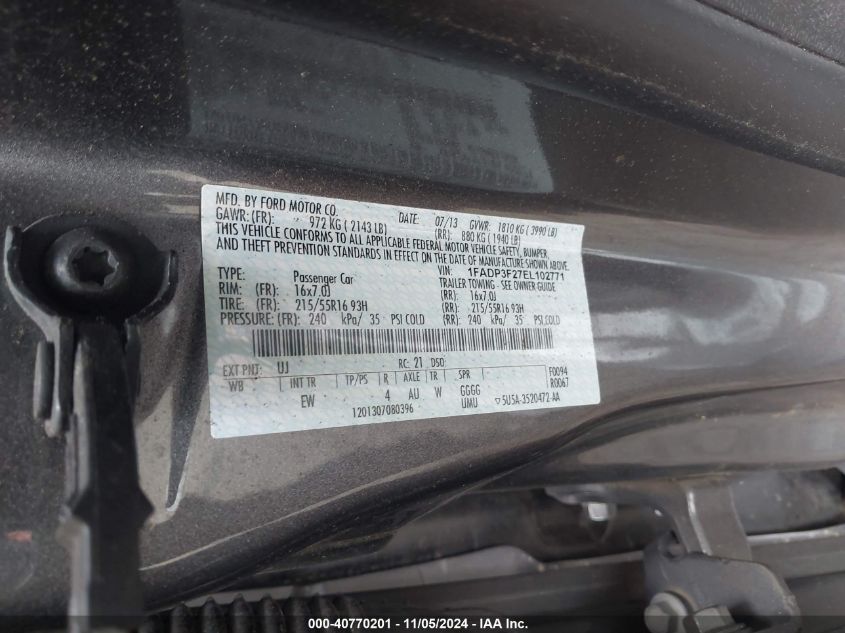 MFD. BY FORD MOTOR CO. DATE: 07/13 GVWR: 1810 KG ( 3990 LB)
GAWR: (FR): 972 KG ( 2143 LB) (RR): 880 KG ( 1940 LB)
THIS VEHICLE CONFORMS TO ALL APPLICABLE FEDERAL MOTOR VEHICLE SAFETY, BUMPER,
AND THEFT PREVENTION STANDARDS IN EFFECT ON THE DATE OF MANUFACTURE SHOWN ABOVE.
VIN: 1FADP3F27EL102771
TYPE: Passenger Car TRAILER TOWING - SEE OWNER GUIDE
RIM: (FR): 16x7.0J (RR): 16x7.0J
TIRE: (FR): 215/55R16 93H (RR): 215/55R16 93H
PRESSURE: (FR): 240 kPa/ 35 PSI COLD (RR): 240 kPa/ 35 PSI COLD
EXT PNT: UJ RC: 21 DSO: F0094
WB INT TR TP/PS R AXLE TR SPR R0067
EW 4 AU W GGGG
UMU 5U5A-3520472-AA
1201307080396
000-40770201 - 11/05/2024 - IAA Inc.